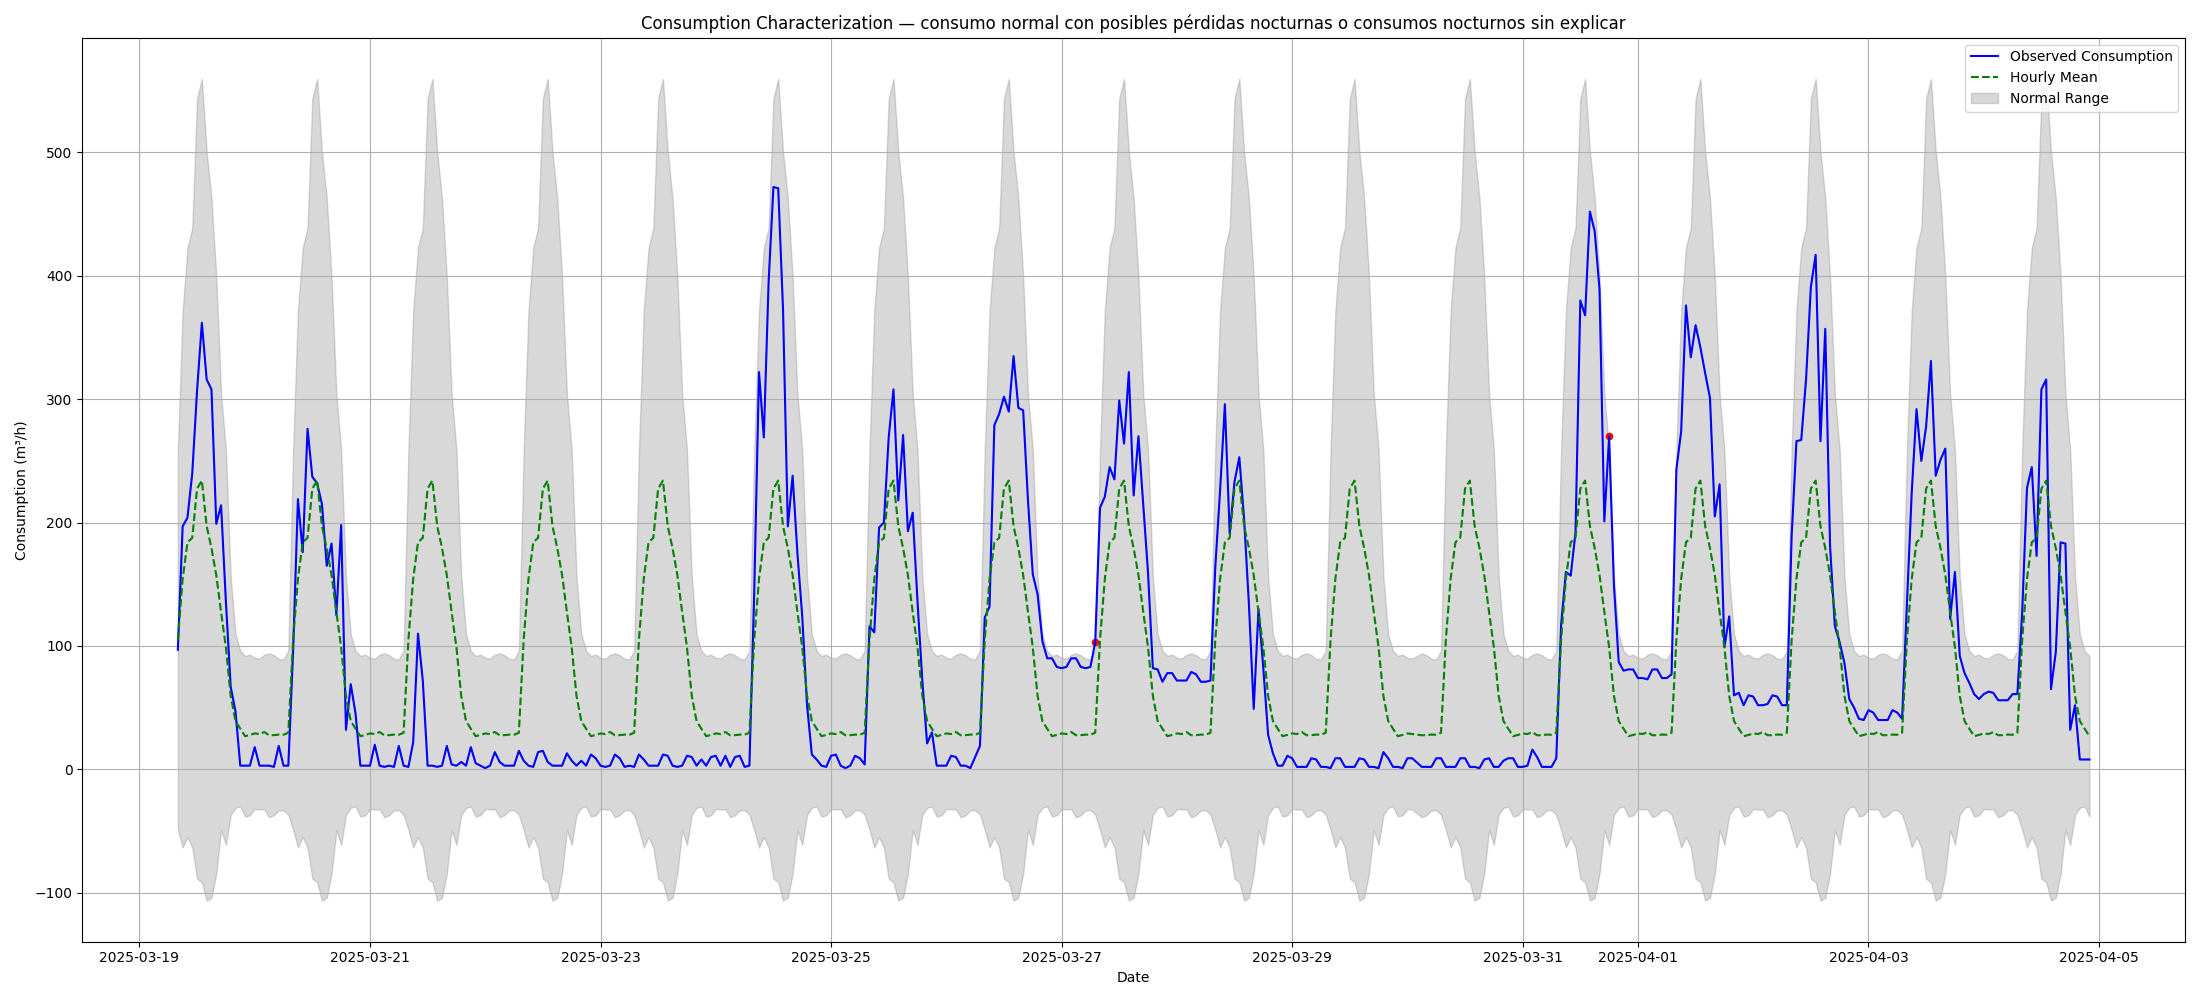 Consumption Characterization — consumo normal con posibles pérdidas nocturnas o consumos nocturnos sin explicar
Observed Consumption
Hourly Mean
Normal Range
Consumption (m³/h)
500
400
300
200
100
0
−100
2025-03-19
2025-03-21
2025-03-23
2025-03-25
2025-03-27
2025-03-29
2025-03-31
2025-04-01
2025-04-03
2025-04-05
Date